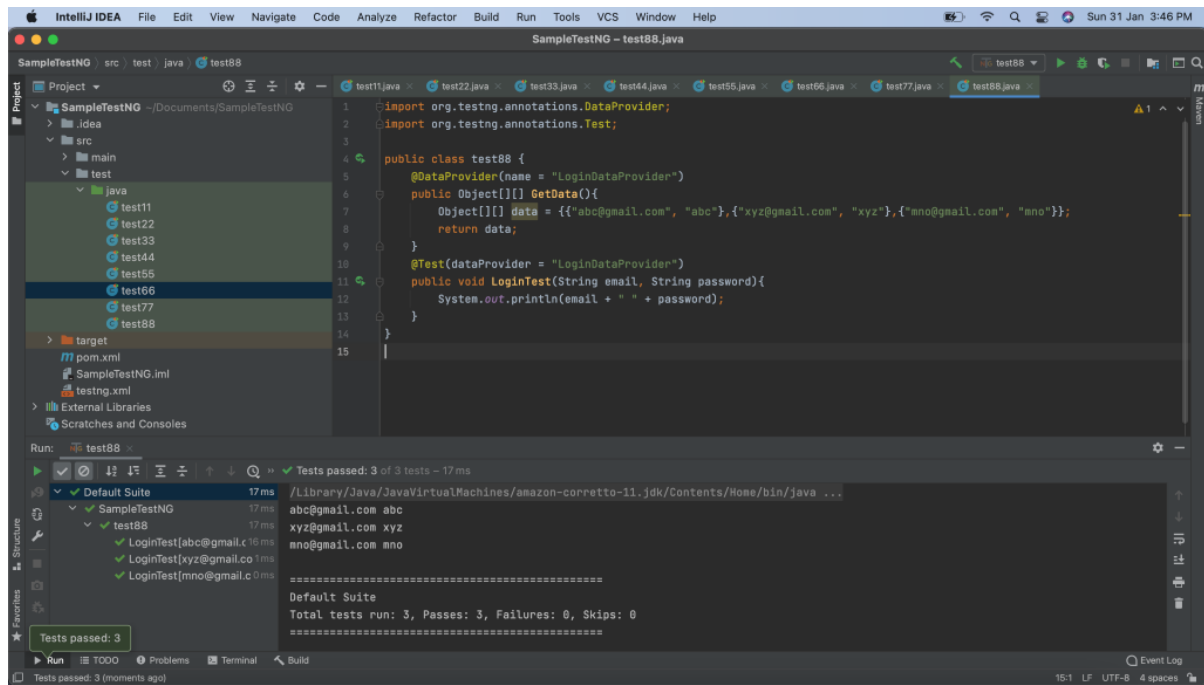 IntelliJ IDEA File Edit View Navigate Code Analyze Refactor Build Run Tools VCS Window Help Sun 31 Jan 3:46 PM
SampleTestNG – test88.java
SampleTestNG src test java test88 test88
Project test11.java test22.java test33.java test44.java test55.java test66.java test77.java test88.java
Project
Maven
SampleTestNG ~/Documents/SampleTestNG
.idea
src
main
test
java
test11
test22
test33
test44
test55
test66
test77
test88
target
pom.xml
SampleTestNG.iml
testng.xml
External Libraries
Scratches and Consoles
1 import org.testng.annotations.DataProvider;
2 import org.testng.annotations.Test;
3
4 public class test88 {
5 @DataProvider(name = "LoginDataProvider")
6 public Object[][] GetData(){
7 Object[][] data = {{"abc@gmail.com", "abc"},{"xyz@gmail.com", "xyz"},{"mno@gmail.com", "mno"}};
8 return data;
9 }
10 @Test(dataProvider = "LoginDataProvider")
11 public void LoginTest(String email, String password){
12 System.out.println(email + " " + password);
13 }
14 }
15
1
Run: test88
Tests passed: 3 of 3 tests – 17 ms
Default Suite 17 ms
SampleTestNG 17 ms
test88 17 ms
LoginTest[abc@gmail.c 16 ms
LoginTest[xyz@gmail.co 1 ms
LoginTest[mno@gmail.c 0 ms
/Library/Java/JavaVirtualMachines/amazon-corretto-11.jdk/Contents/Home/bin/java ...
abc@gmail.com abc
xyz@gmail.com xyz
mno@gmail.com mno
===============================================
Default Suite
Total tests run: 3, Passes: 3, Failures: 0, Skips: 0
===============================================
Structure
Favorites
Tests passed: 3
Run TODO Problems Terminal Build Event Log
Tests passed: 3 (moments ago) 15:1 LF UTF-8 4 spaces